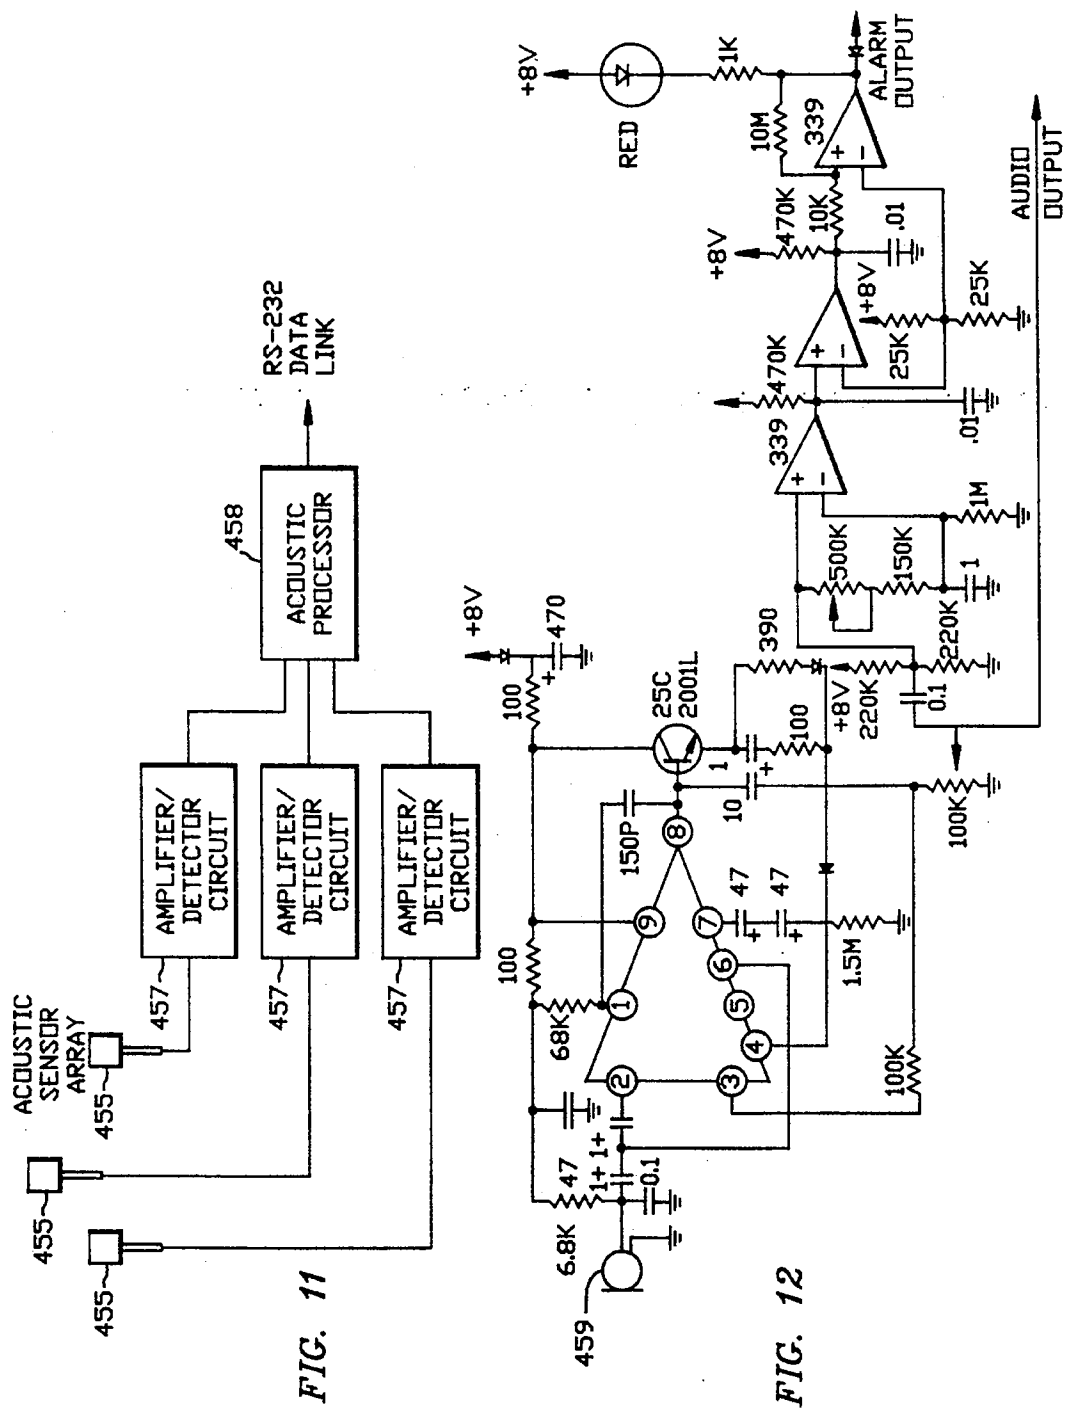 ACOUSTIC
SENSOR
ARRAY
455
455
455
457
457
457
AMPLIFIER/
DETECTOR
CIRCUIT
AMPLIFIER/
DETECTOR
CIRCUIT
AMPLIFIER/
DETECTOR
CIRCUIT
458
ACOUSTIC
PROCESSOR
RS-232
DATA
LINK
FIG. 11
459
6.8K
47
1+
1+
0.1
68K
100
100
+8V
+
470
1
2
3
4
5
6
7
8
9
150P
25C
2001L
10
1
+
100
390
47
+
47
+
1.5M
100K
100K
0.1
+8V
220K
220K
500K
150K
1
1M
+
-
339
470K
.01
+
-
+8V
25K
25K
+8V
470K
.01
10K
10M
+
-
339
1K
RED
+8V
ALARM
OUTPUT
AUDIO
OUTPUT
FIG. 12